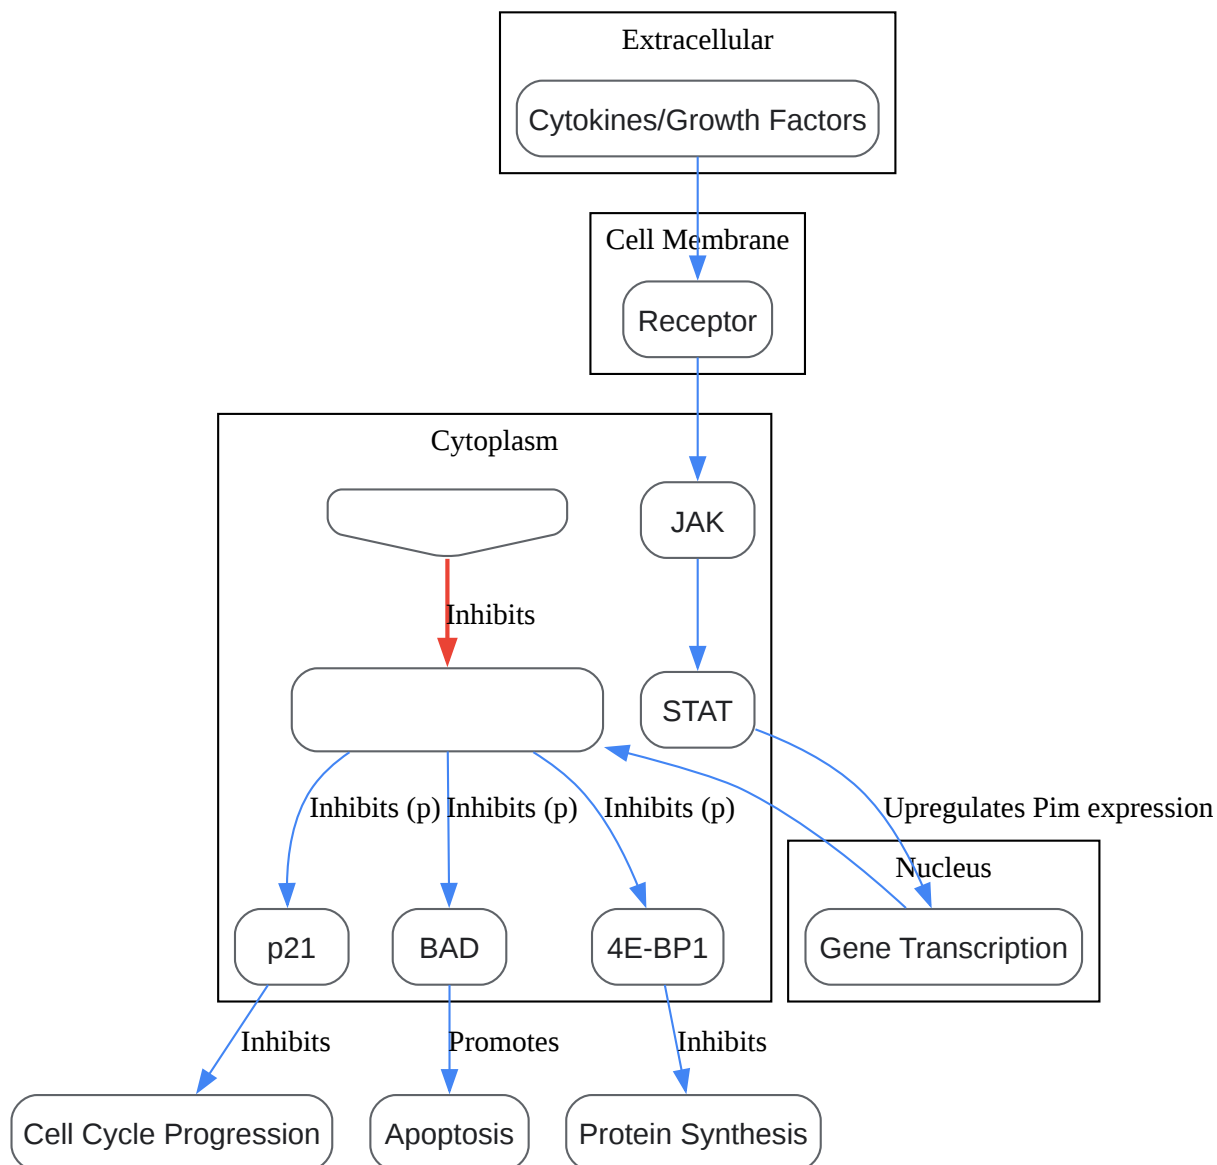 Extracellular
Cytokines/Growth Factors
Cell Membrane
Receptor
Cytoplasm
JAK
Inhibits
STAT
Inhibits (p)
Inhibits (p)
Inhibits (p)
Upregulates Pim expression
Nucleus
p21
BAD
4E-BP1
Gene Transcription
Inhibits
Promotes
Inhibits
Cell Cycle Progression
Apoptosis
Protein Synthesis